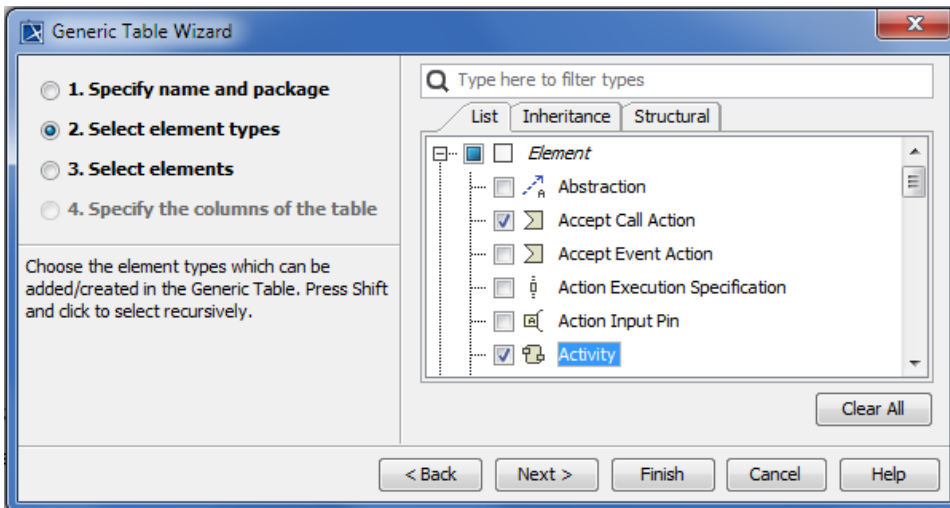 Generic Table Wizard
1. Specify name and package
2. Select element types
3. Select elements
4. Specify the columns of the table
Choose the element types which can be
added/created in the Generic Table. Press Shift
and click to select recursively.
Type here to filter types
List Inheritance Structural
Element
Abstraction
Accept Call Action
Accept Event Action
Action Execution Specification
Action Input Pin
Activity
Clear All
< Back Next > Finish Cancel Help